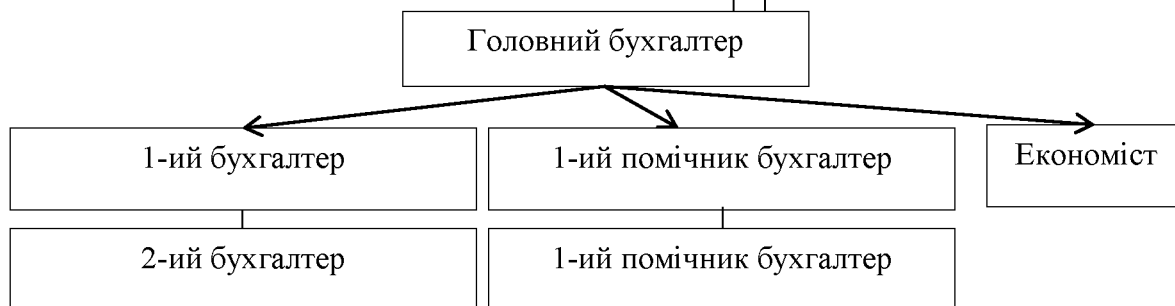 Головний бухгалтер
1-ий бухгалтер
1-ий помічник бухгалтер
Економіст
2-ий бухгалтер
1-ий помічник бухгалтер